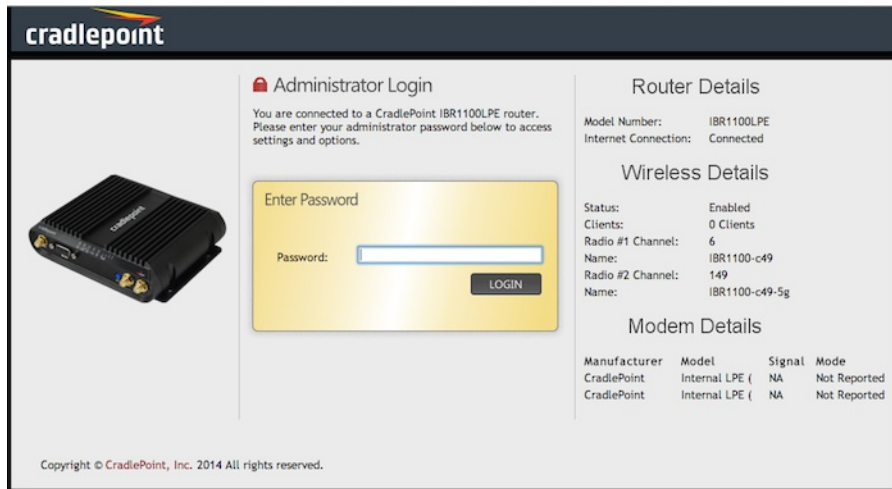 cradlepoint
Administrator Login
You are connected to a CradlePoint IBR1100LPE router.
Please enter your administrator password below to access
settings and options.
Enter Password
Password:
LOGIN
cradlepoint
Router Details
Model Number: IBR1100LPE
Internet Connection: Connected
Wireless Details
Status: Enabled
Clients: 0 Clients
Radio #1 Channel: 6
Name: IBR1100-c49
Radio #2 Channel: 149
Name: IBR1100-c49-5g
Modem Details
Manufacturer Model Signal Mode
CradlePoint Internal LPE ( NA Not Reported
CradlePoint Internal LPE ( NA Not Reported
Copyright © CradlePoint, Inc. 2014 All rights reserved.